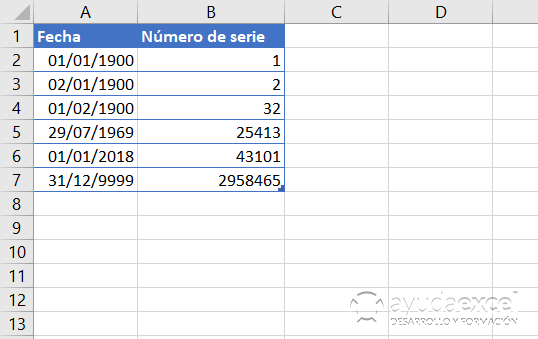 A B C D
1 Fecha Número de serie
2 01/01/1900 1
3 02/01/1900 2
4 01/02/1900 32
5 29/07/1969 25413
6 01/01/2018 43101
7 31/12/9999 2958465
8
9
10
11
12
13
ayudaexcel™
DESARROLLO Y FORMACIÓN